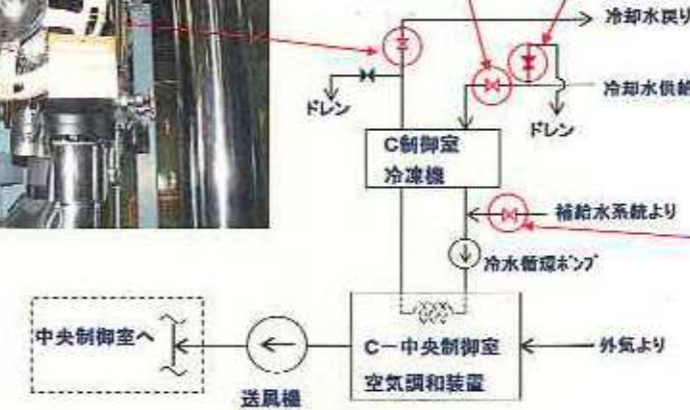 冷却水戻り
冷却水供給
ドレン
ドレン
C制御室
冷凍機
補給水系統より
冷水循環ポンプ
中央制御室へ
C－中央制御室
空気調和装置
外気より
送風機